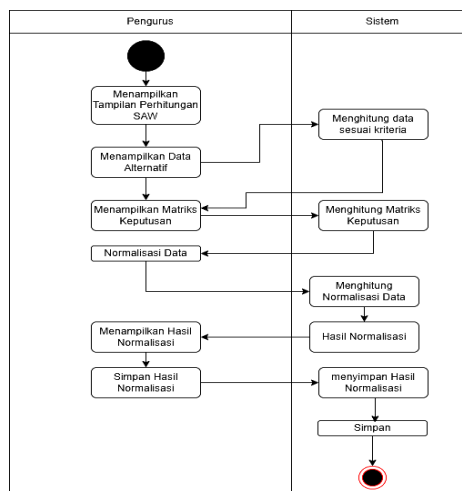 Pengurus
Sistem
Menampilkan
Tampilan Perhitungan
SAW
Menghitung data
sesuai kriteria
Menampilkan Data
Alternatif
Menampilkan Matriks
Keputusan
Menghitung Matriks
Keputusan
Normalisasi Data
Menghitung
Normalisasi Data
Menampilkan Hasil
Normalisasi
Hasil Normalisasi
Simpan Hasil
Normalisasi
menyimpan Hasil
Normalisasi
Simpan